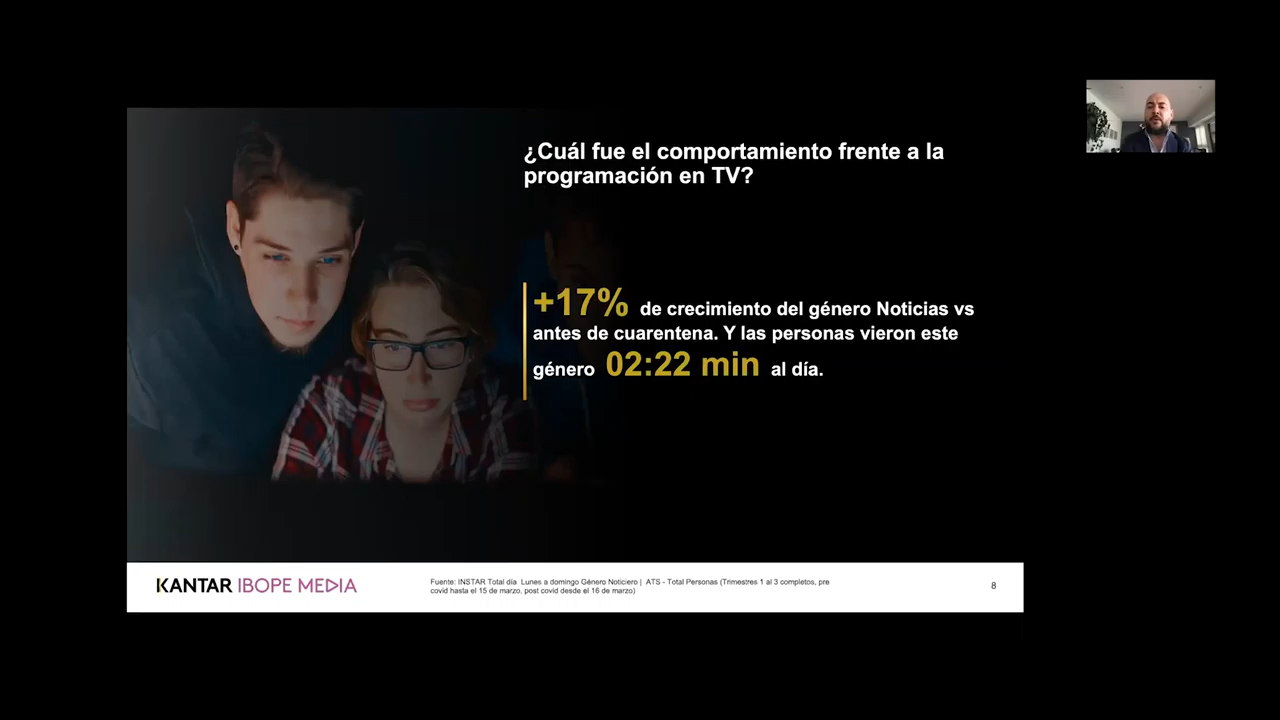 ¿Cuál fue el comportamiento frente a la
programación en TV?
+17% de crecimiento del género Noticias vs
antes de cuarentena. Y las personas vieron este
género 02:22 min al día.
KANTAR IBOPE MEDIA
Fuente: INSTAR Total día Lunes a domingo Género Noticiero | ATS - Total Personas (Trimestres 1 al 3 completos, pre
covid hasta el 15 de marzo, post covid desde el 16 de marzo)
8